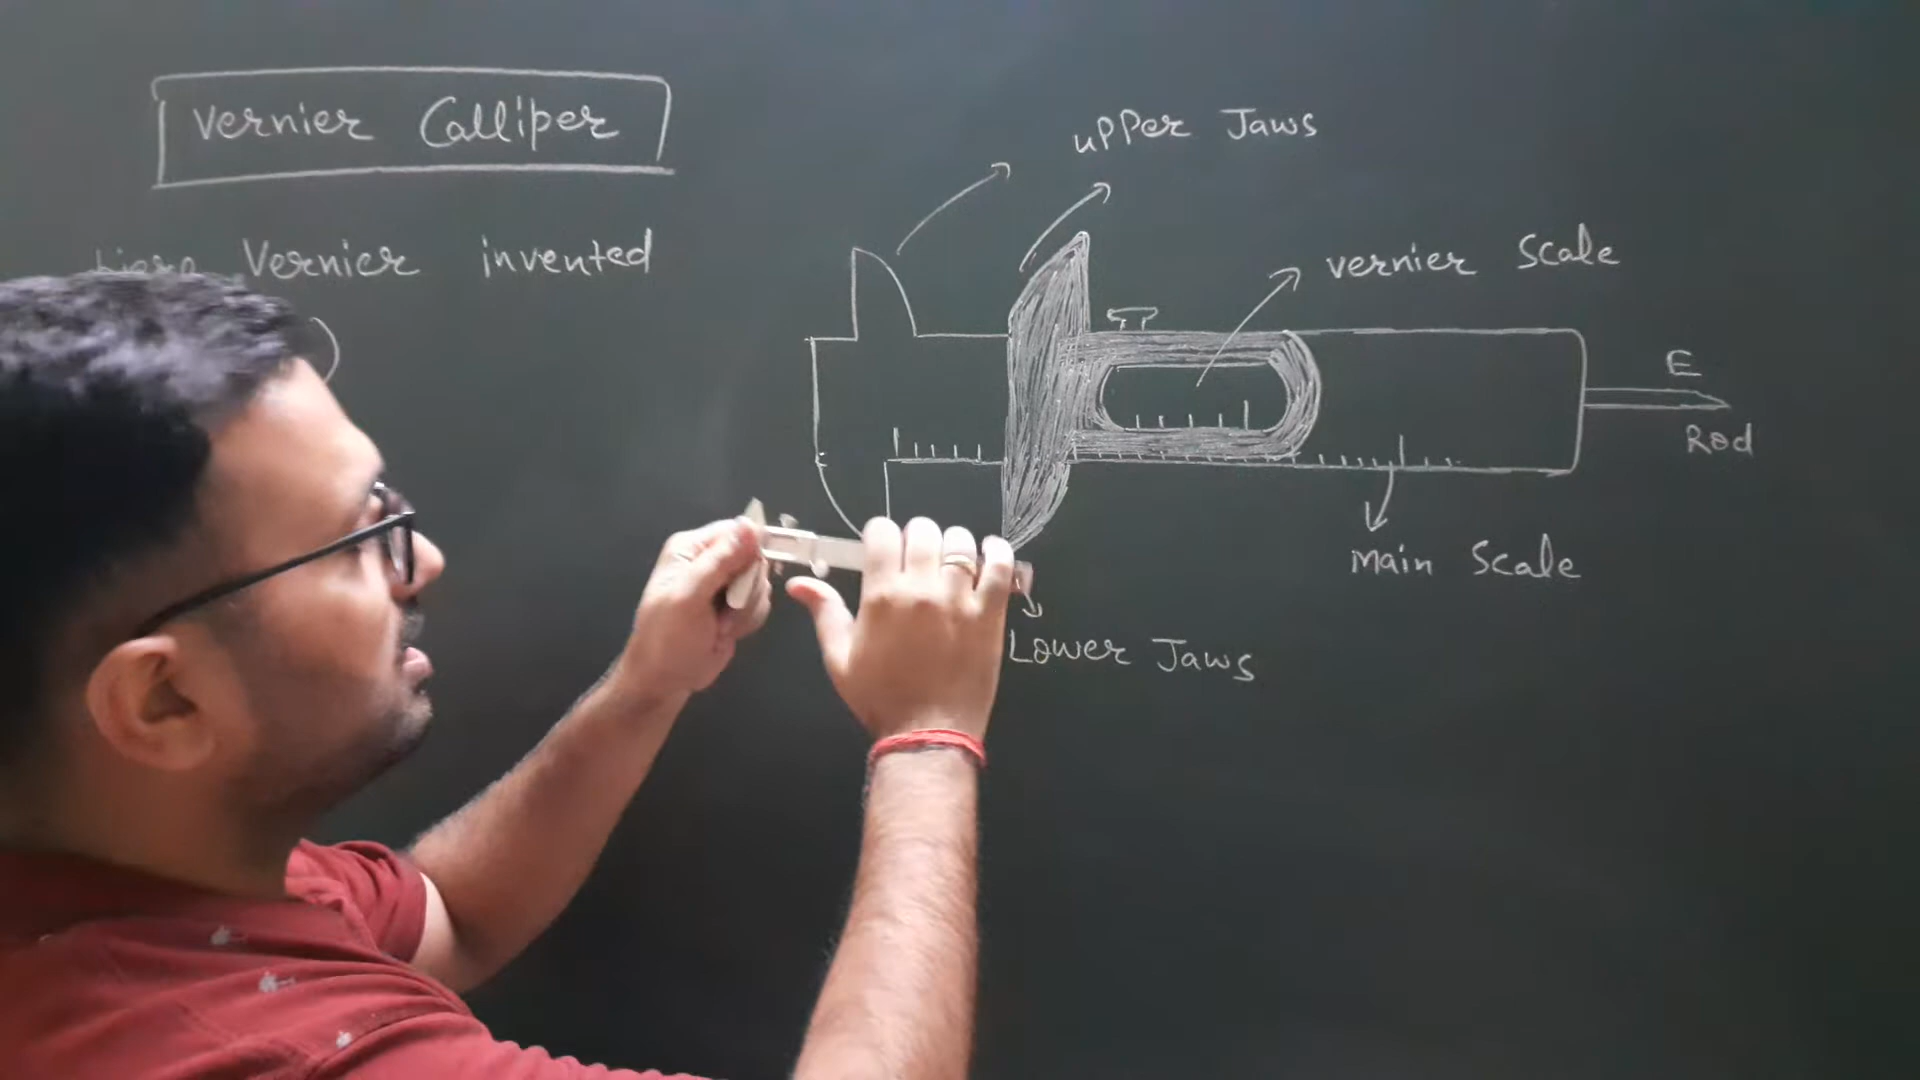 Vernier Calliper
Vernier invented
upper Jaws
vernier Scale
E
Rod
Main Scale
Lower Jaws